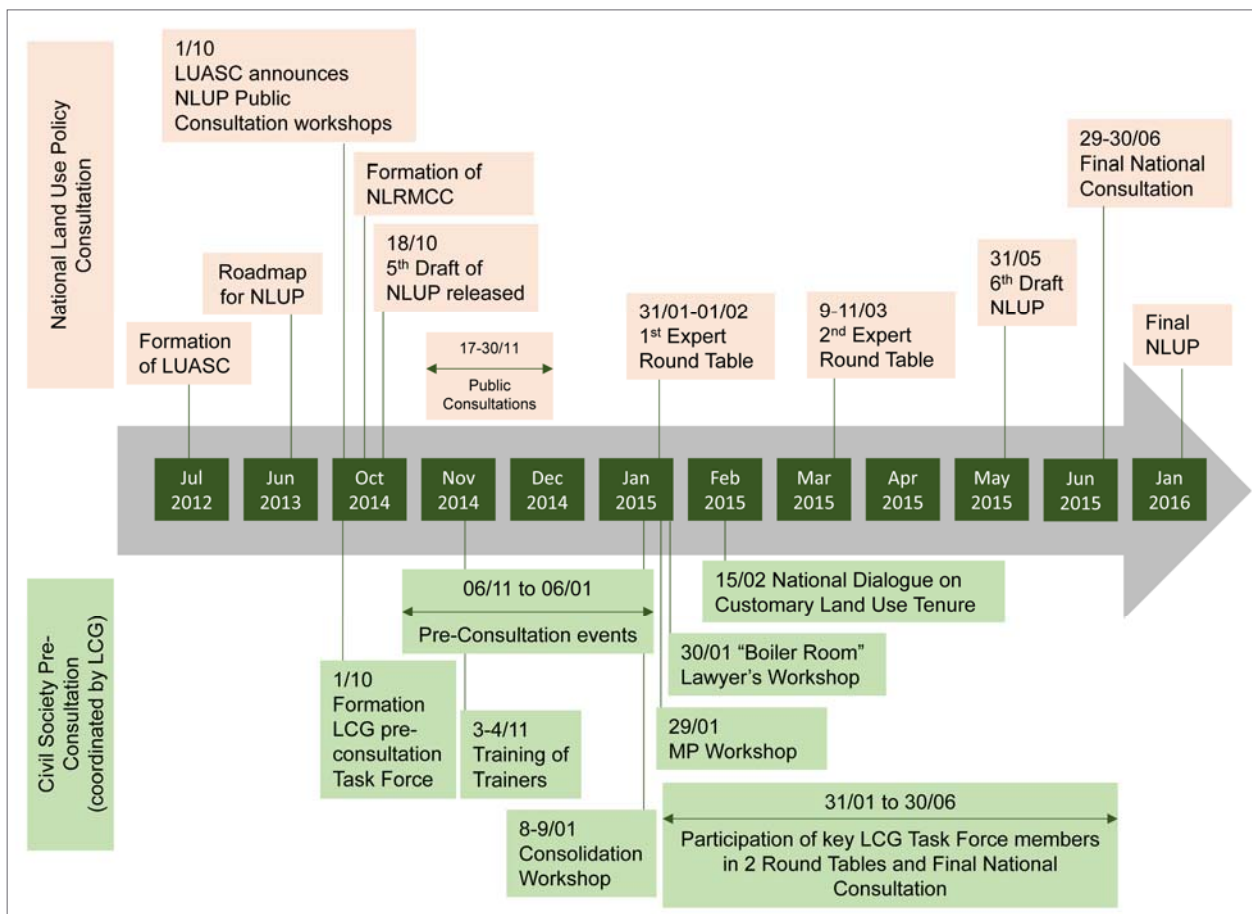 National Land Use Policy
Consultation
1/10
LUASC announces
NLUP Public
Consultation workshops
Formation of
NLRMCC
18/10
5th Draft of
NLUP released
Roadmap
for NLUP
Formation
of LUASC
17-30/11
Public
Consultations
31/01-01/02
1st Expert
Round Table
9-11/03
2nd Expert
Round Table
31/05
6th Draft
NLUP
29-30/06
Final National
Consultation
Final
NLUP
Jul
2012
Jun
2013
Oct
2014
Nov
2014
Dec
2014
Jan
2015
Feb
2015
Mar
2015
Apr
2015
May
2015
Jun
2015
Jan
2016
Civil Society Pre-
Consultation
(coordinated by LCG)
06/11 to 06/01
Pre-Consultation events
1/10
Formation
LCG pre-
consultation
Task Force
3-4/11
Training of
Trainers
8-9/01
Consolidation
Workshop
15/02 National Dialogue on
Customary Land Use Tenure
30/01 “Boiler Room”
Lawyer’s Workshop
29/01
MP Workshop
31/01 to 30/06
Participation of key LCG Task Force members
in 2 Round Tables and Final National
Consultation